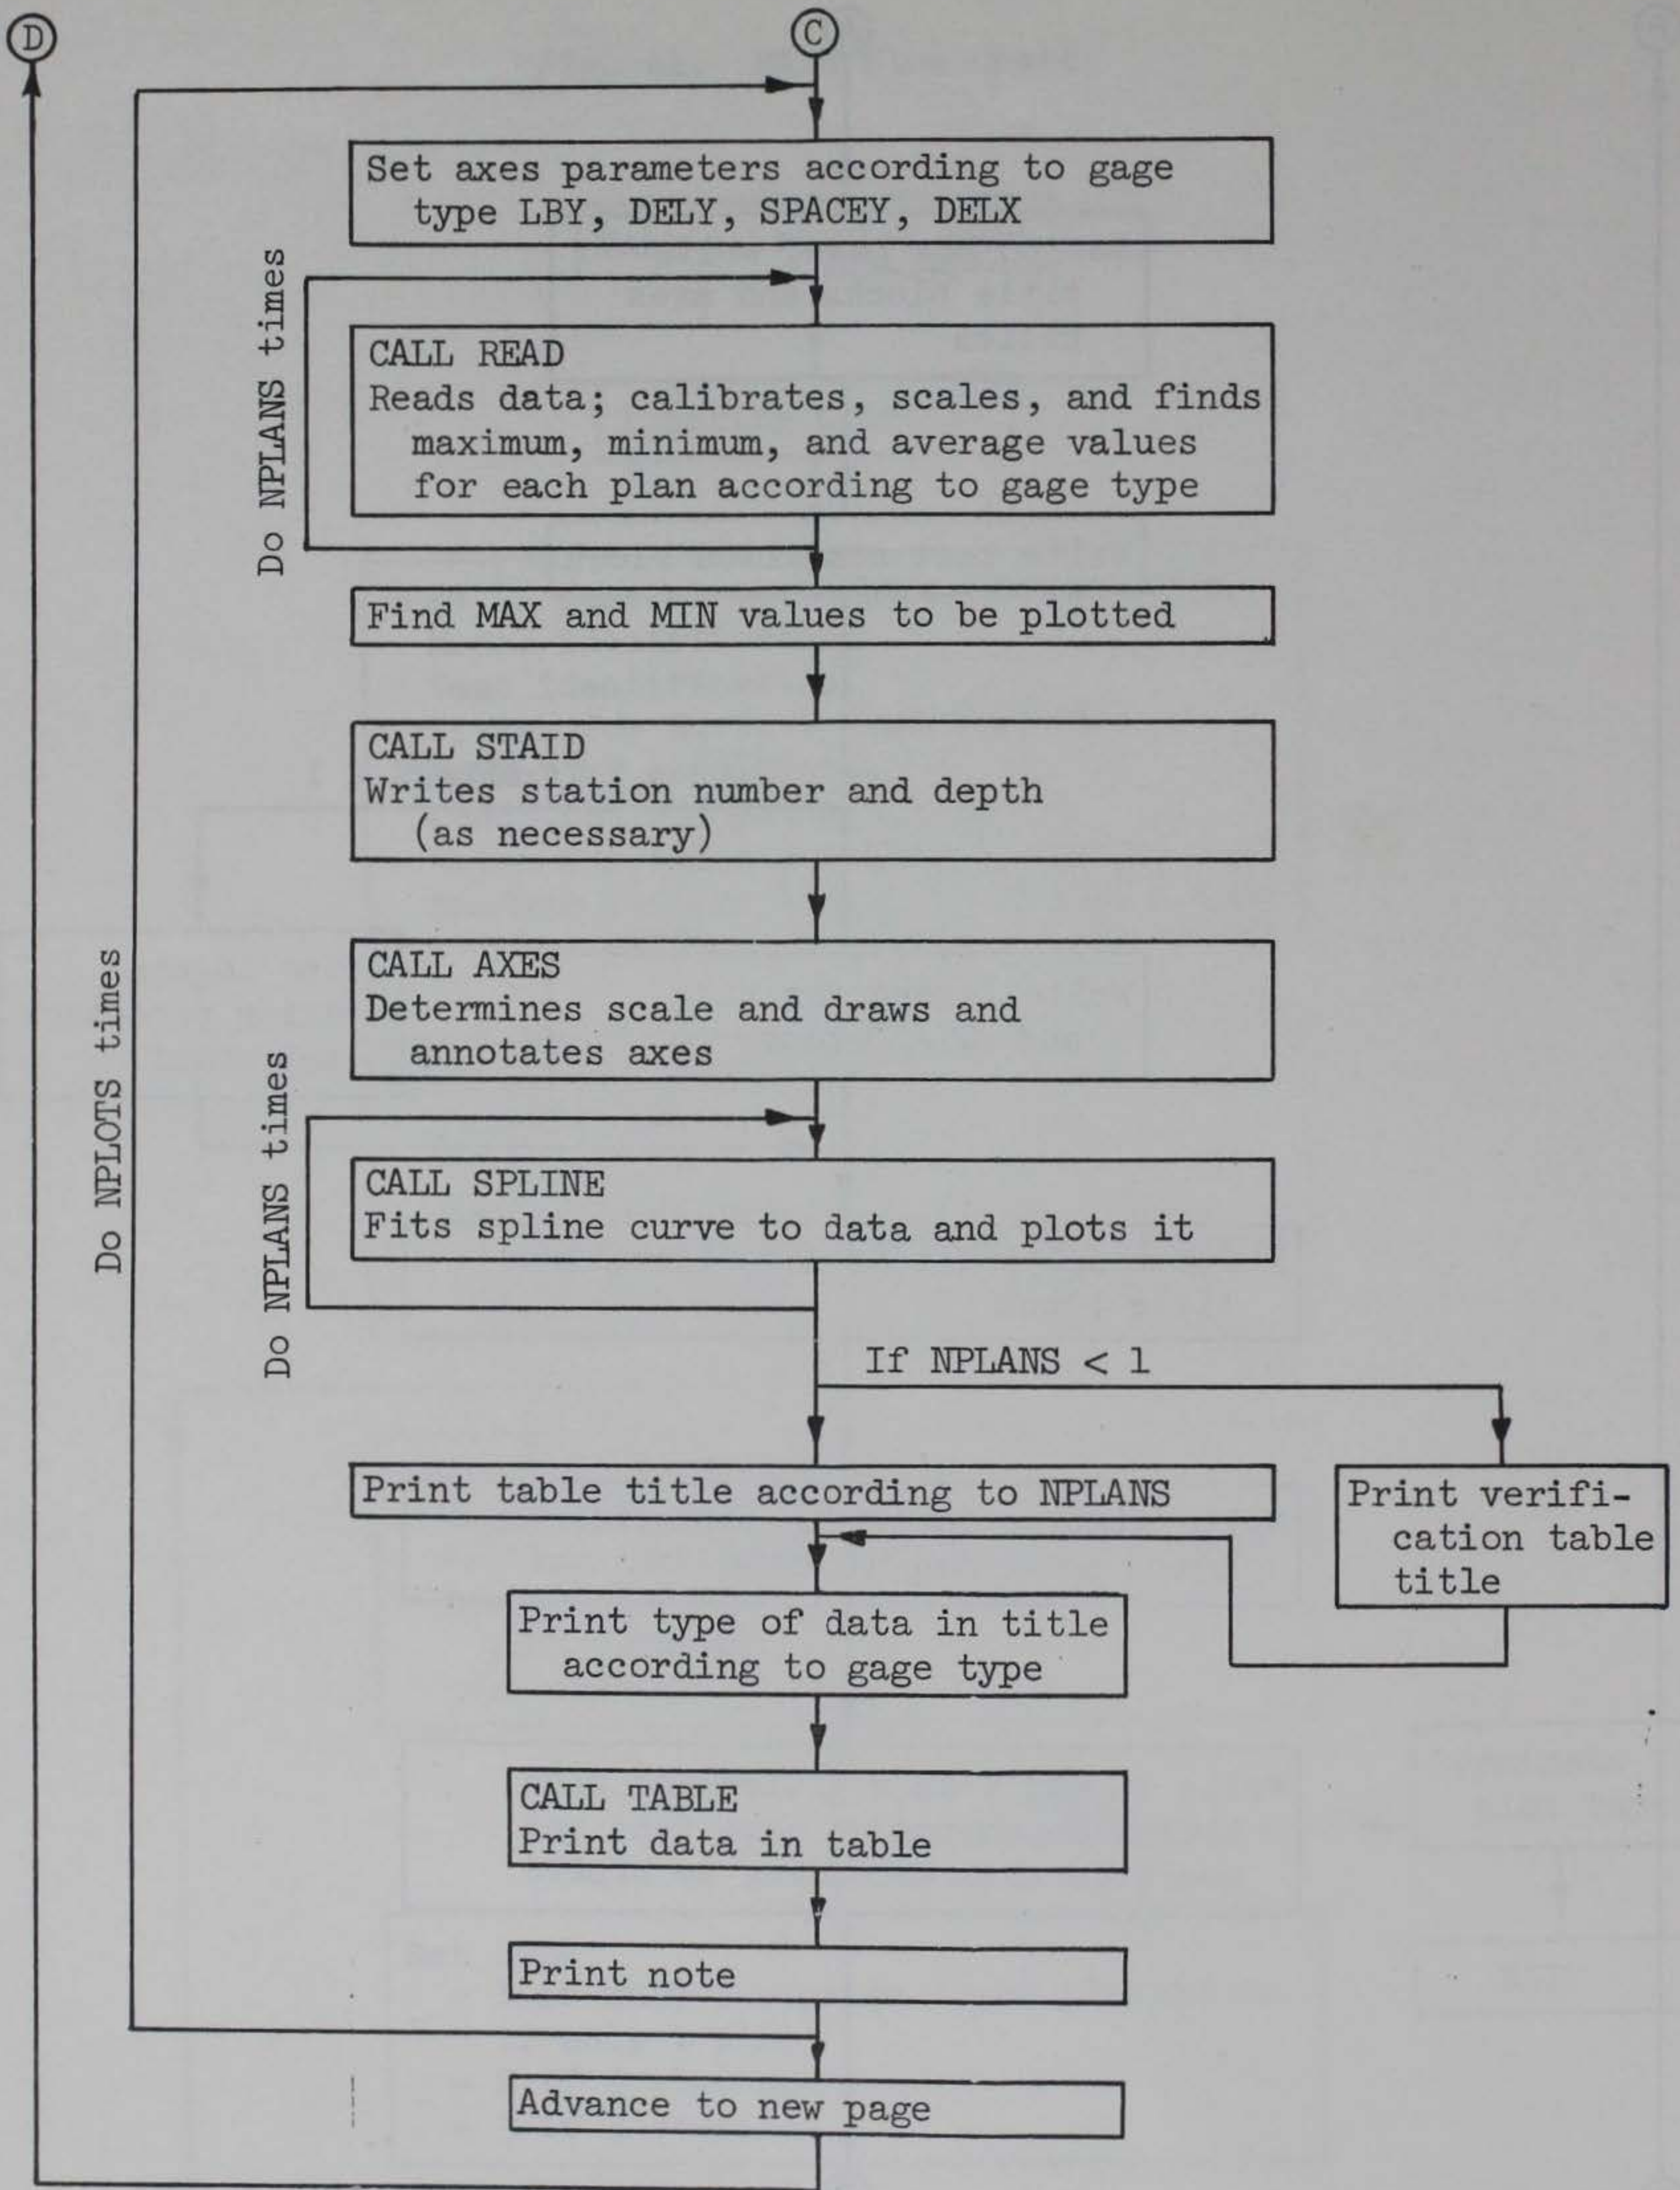 D
C
Set axes parameters according to gage
type LBY, DELY, SPACEY, DELX
Do NPLANS times
CALL READ
Reads data; calibrates, scales, and finds
maximum, minimum, and average values
for each plan according to gage type
Find MAX and MIN values to be plotted
CALL STAID
Writes station number and depth
(as necessary)
Do NPLOTS times
CALL AXES
Determines scale and draws and
annotates axes
Do NPLANS times
CALL SPLINE
Fits spline curve to data and plots it
If NPLANS < 1
Print table title according to NPLANS
Print verifi-
cation table
title
Print type of data in title
according to gage type
CALL TABLE
Print data in table
Print note
Advance to new page